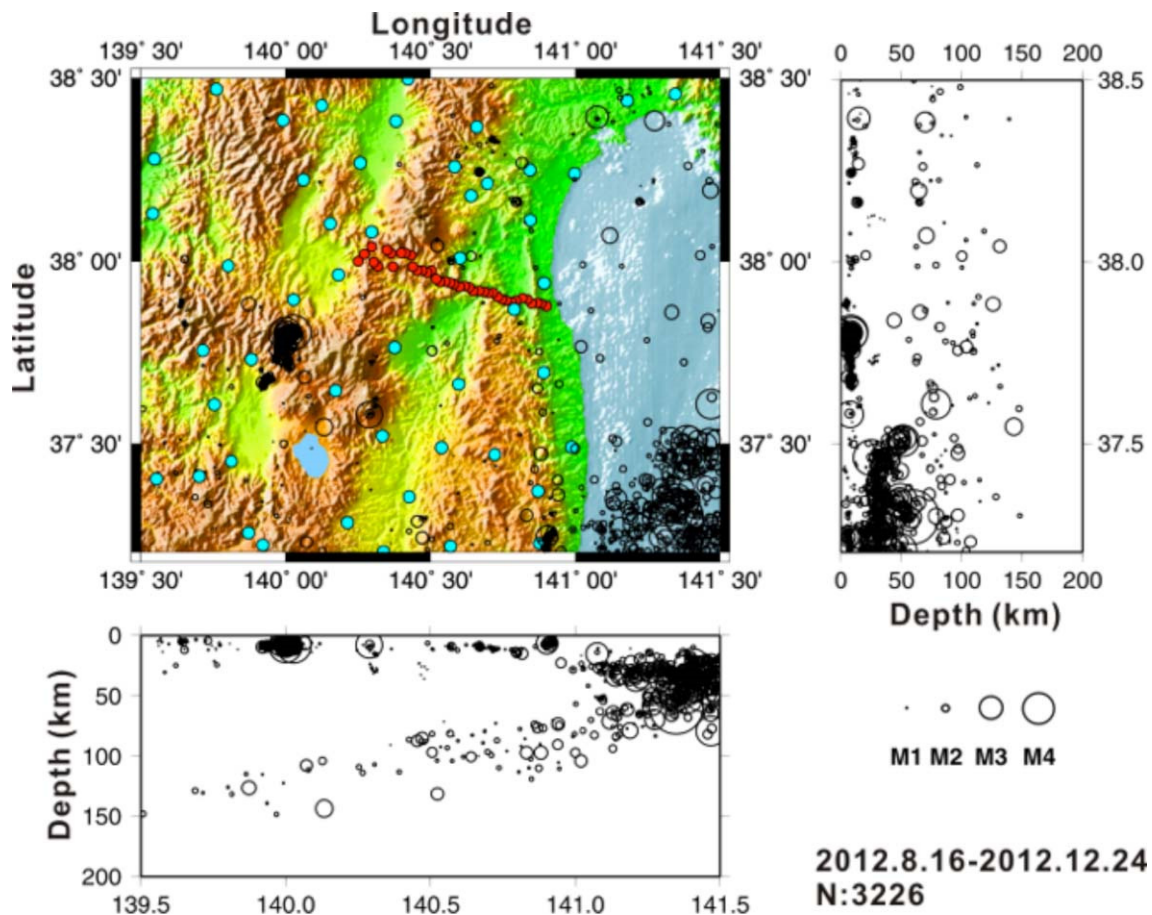 Longitude
139˚ 30' 140˚ 00' 140˚ 30' 141˚ 00' 141˚ 30'
38˚ 30' 38˚ 30'
38˚ 00' 38˚ 00'
37˚ 30' 37˚ 30'
Latitude
139˚ 30' 140˚ 00' 140˚ 30' 141˚ 00' 141˚ 30'
0 50 100 150 200
38.5
38.0
37.5
0 50 100 150 200
Depth (km)
0
50
100
150
200
Depth (km)
139.5 140.0 140.5 141.0 141.5
M1 M2 M3 M4
2012.8.16-2012.12.24
N:3226